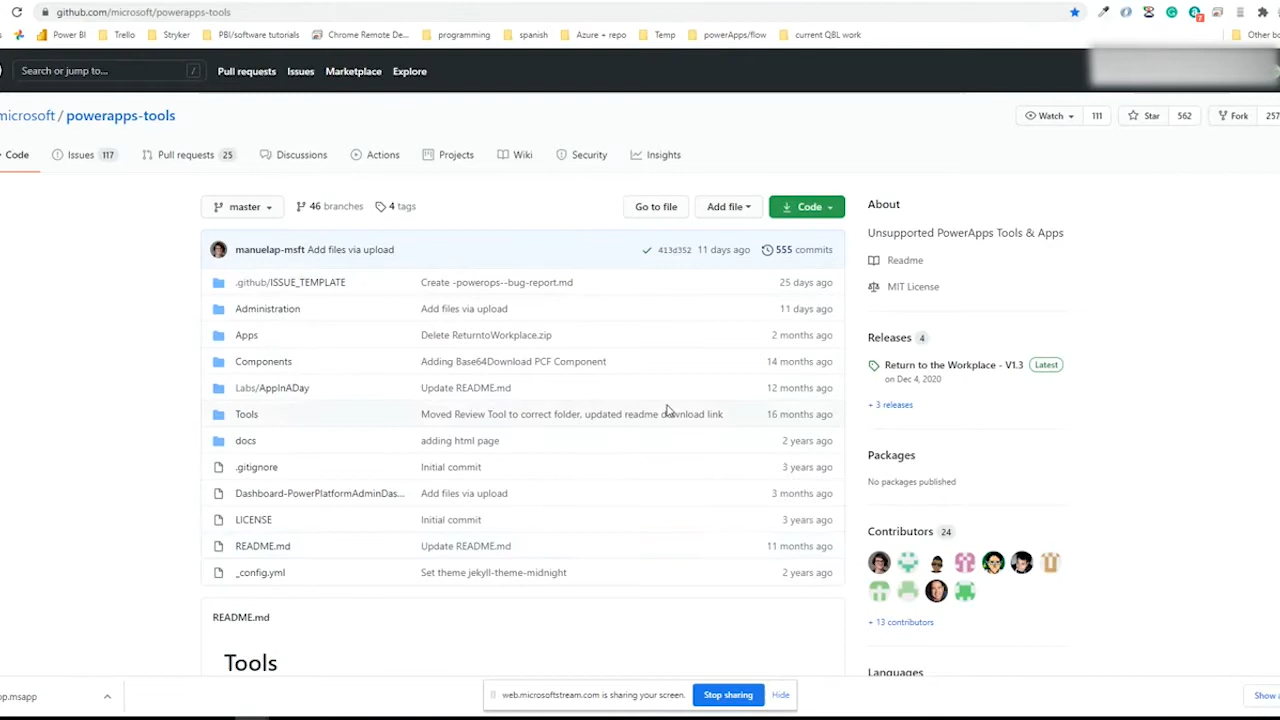 github.com/microsoft/powerapps-tools
Power BI Trello Stryker PBI/software tutorials Chrome Remote De... programming spanish Azure + repo Temp powerApps/flow current QBL work Other bo
Search or jump to... / Pull requests Issues Marketplace Explore
microsoft / powerapps-tools
Watch 111 Star 562 Fork 257
Code Issues 117 Pull requests 25 Discussions Actions Projects Wiki Security Insights
master 46 branches 4 tags Go to file Add file Code
manuelap-msft Add files via upload 413d352 11 days ago 555 commits
.github/ISSUE_TEMPLATE Create -powerops--bug-report.md 25 days ago
Administration Add files via upload 11 days ago
Apps Delete ReturntoWorkplace.zip 2 months ago
Components Adding Base64Download PCF Component 14 months ago
Labs/AppInADay Update README.md 12 months ago
Tools Moved Review Tool to correct folder, updated readme download link 16 months ago
docs adding html page 2 years ago
.gitignore Initial commit 3 years ago
Dashboard-PowerPlatformAdminDas... Add files via upload 3 months ago
LICENSE Initial commit 3 years ago
README.md Update README.md 11 months ago
_config.yml Set theme jekyll-theme-midnight 2 years ago
README.md
Tools
About
Unsupported PowerApps Tools & Apps
Readme
MIT License
Releases 4
Return to the Workplace - V1.3 Latest
on Dec 4, 2020
+ 3 releases
Packages
No packages published
Contributors 24
+ 13 contributors
Languages
op.msapp
web.microsoftstream.com is sharing your screen. Stop sharing Hide
Show a